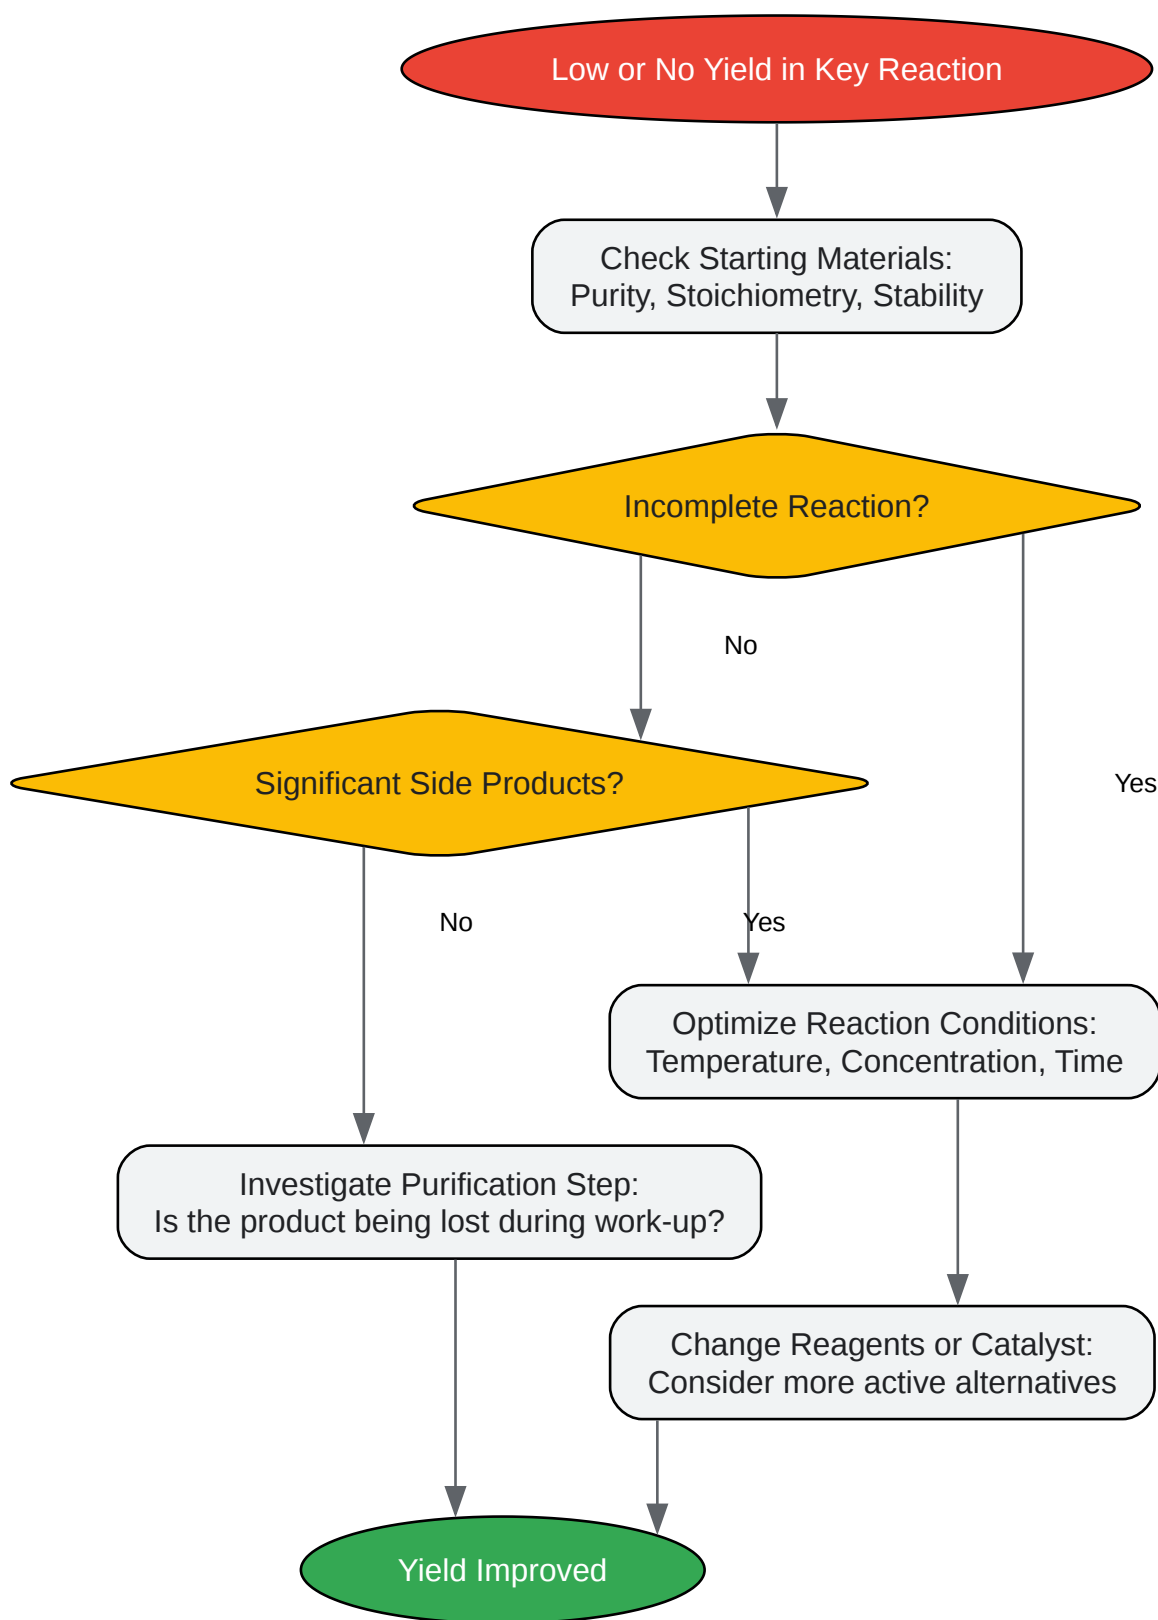 Low or No Yield in Key Reaction
Check Starting Materials:
Purity, Stoichiometry, Stability
Incomplete Reaction?
No
Significant Side Products?
Yes
No
Yes
Optimize Reaction Conditions:
Temperature, Concentration, Time
Investigate Purification Step:
Is the product being lost during work-up?
Change Reagents or Catalyst:
Consider more active alternatives
Yield Improved